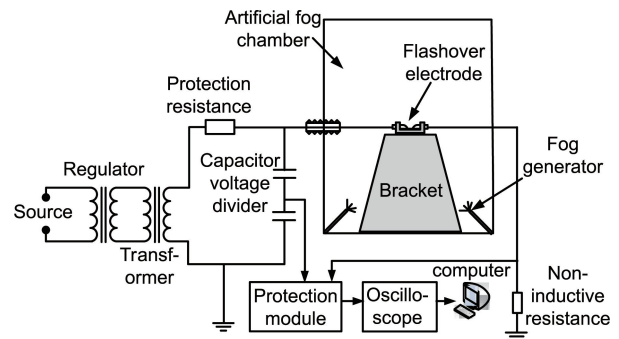 Artificial fog
chamber
Flashover
electrode
Protection
resistance
Fog
generator
Regulator
Capacitor
voltage
divider
Bracket
Source
Transf-
ormer
computer
Non-
inductive
resistance
Protection
module
Oscillo-
scope